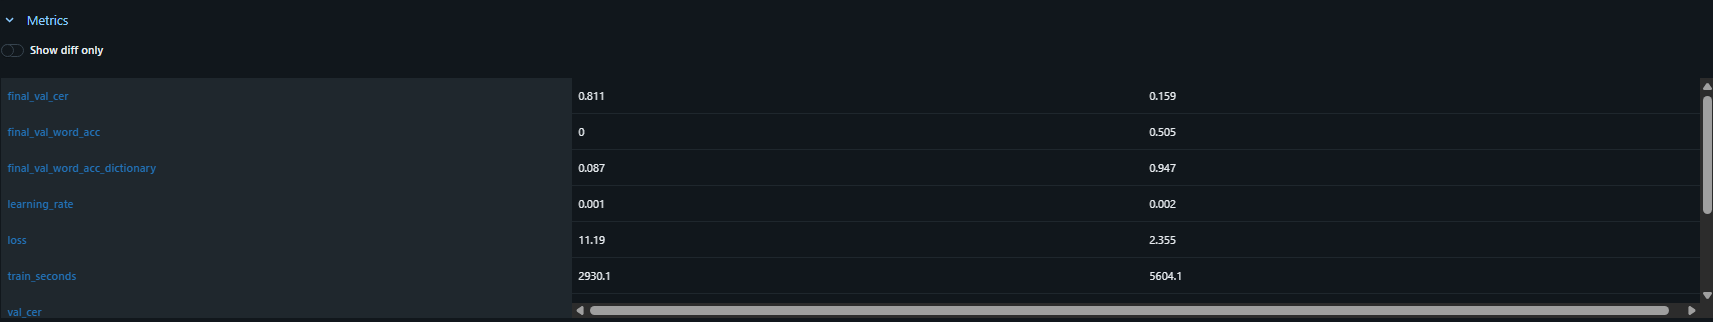 Metrics
Show diff only
final_val_cer 0.811 0.159
final_val_word_acc 0 0.505
final_val_word_acc_dictionary 0.087 0.947
learning_rate 0.001 0.002
loss 11.19 2.355
train_seconds 2930.1 5604.1
val_cer